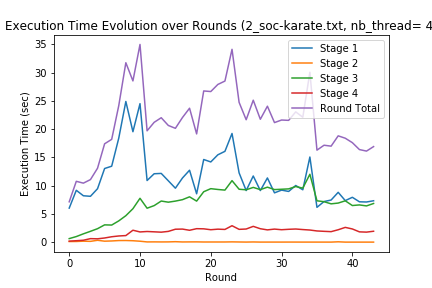 Execution Time Evolution over Rounds (2_soc-karate.txt, nb_thread= 4
Stage 1
Stage 2
Stage 3
Stage 4
Round Total
Execution Time (sec)
35
30
25
20
15
10
5
0
0
10
20
30
40
Round